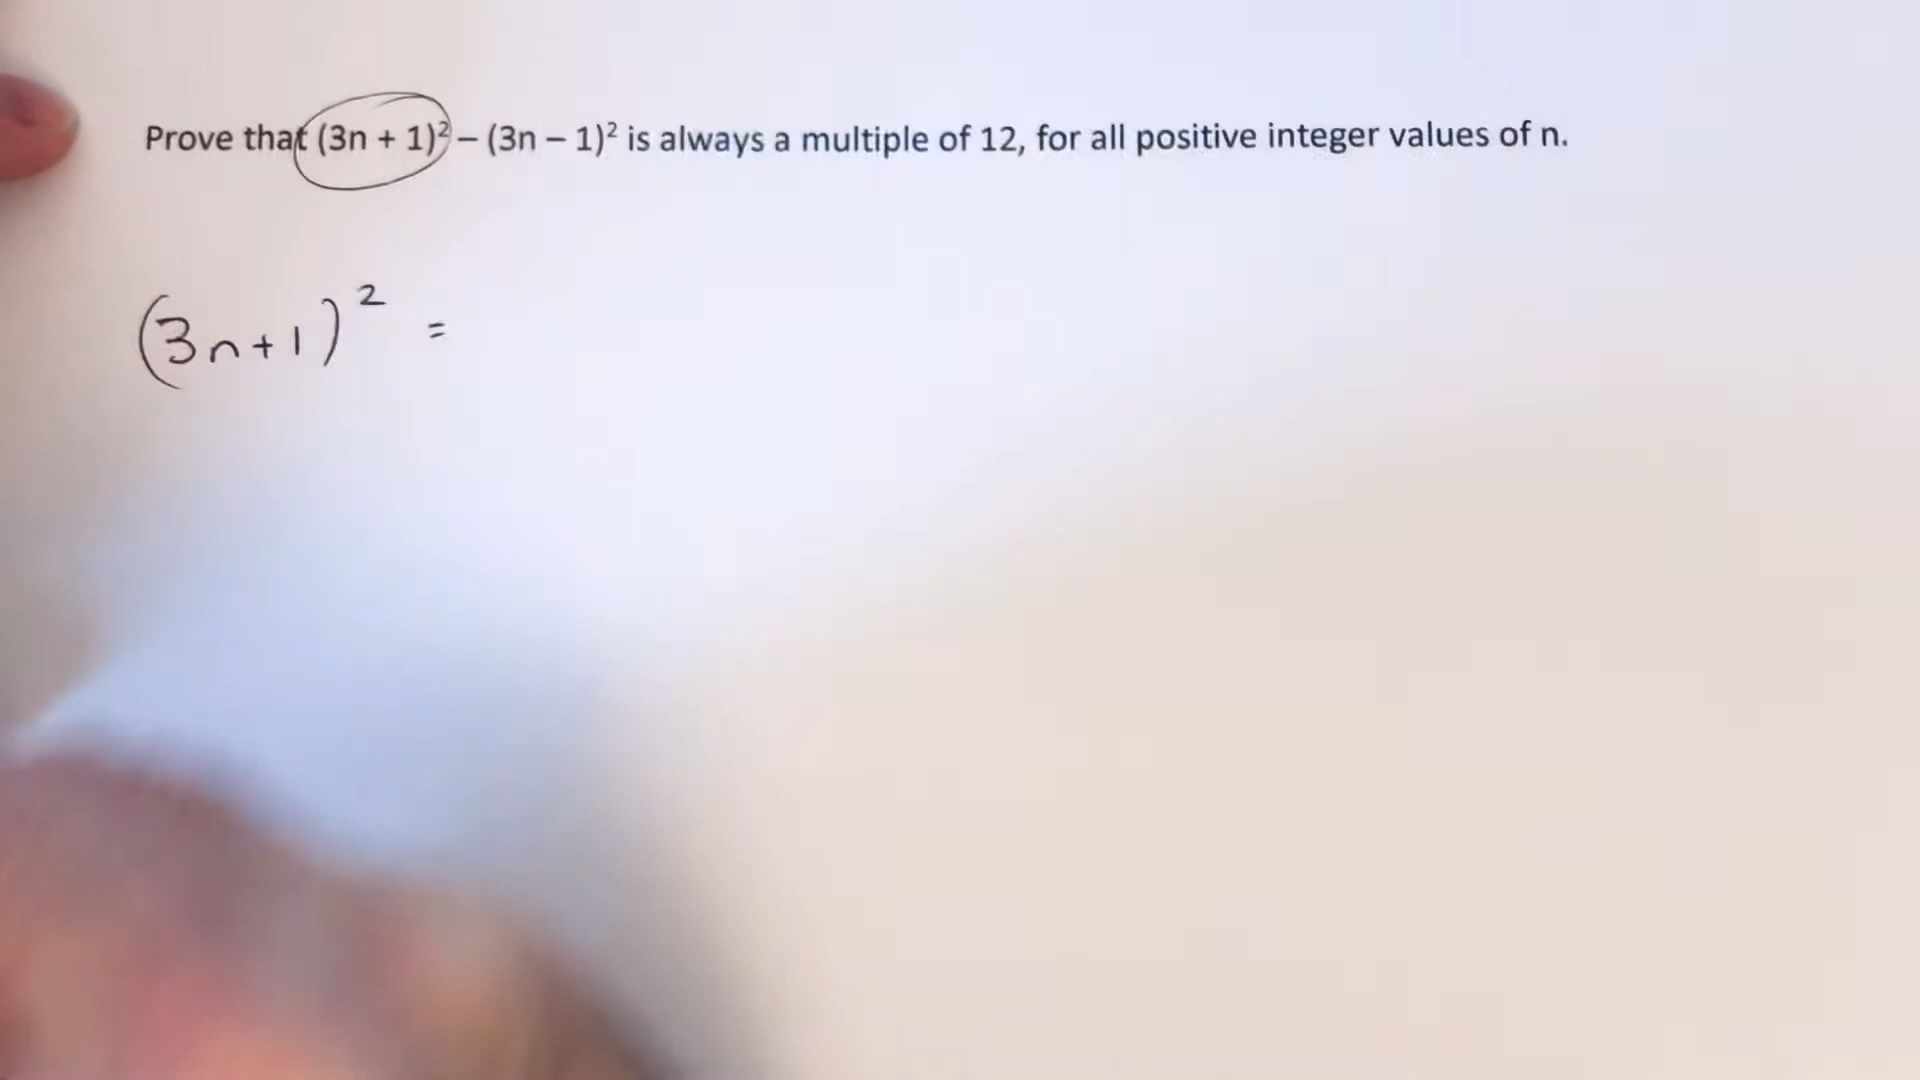 Prove that (3n + 1)² – (3n – 1)² is always a multiple of 12, for all positive integer values of n.
(3n+1)² =